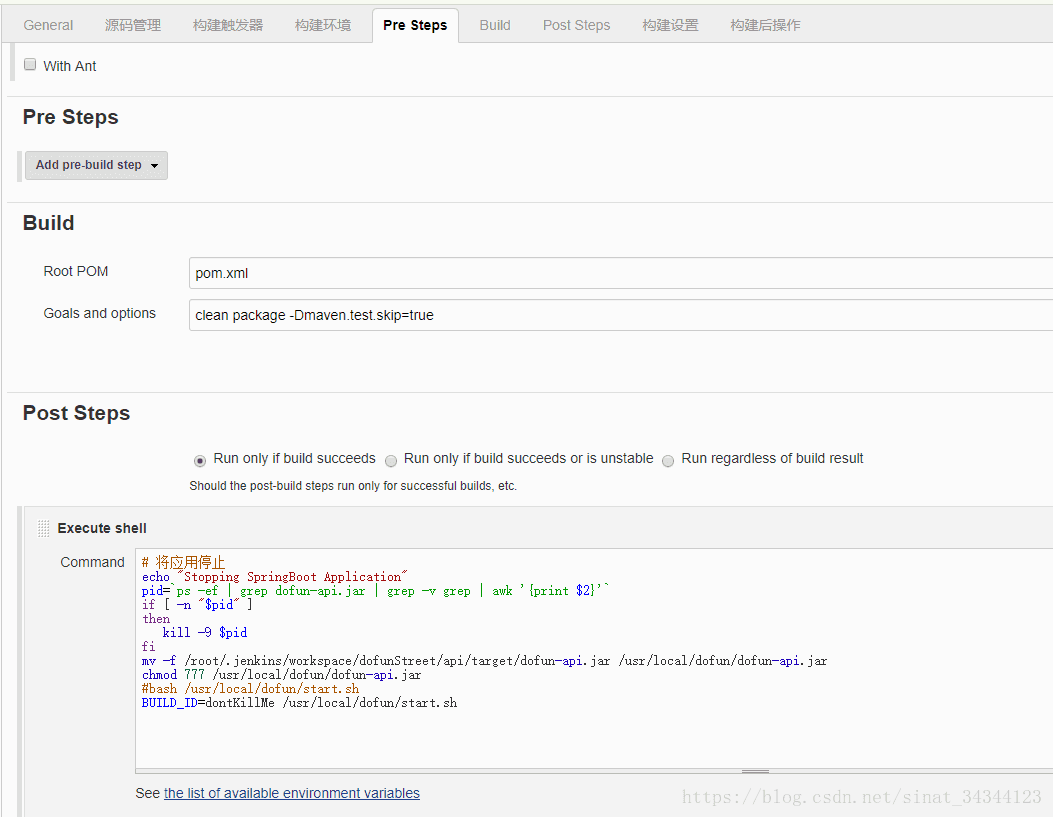 General 源码管理 构建触发器 构建环境 Pre Steps Build Post Steps 构建设置 构建后操作
With Ant
Pre Steps
Add pre-build step
Build
Root POM pom.xml
Goals and options clean package -Dmaven.test.skip=true
Post Steps
Run only if build succeeds Run only if build succeeds or is unstable Run regardless of build result
Should the post-build steps run only for successful builds, etc.
Execute shell
Command
# 将应用停止
echo "Stopping SpringBoot Application"
pid=`ps -ef | grep dofun-api.jar | grep -v grep | awk '{print $2}'`
if [ -n "$pid" ]
then
kill -9 $pid
fi
mv -f /root/.jenkins/workspace/dofunStreet/api/target/dofun-api.jar /usr/local/dofun/dofun-api.jar
chmod 777 /usr/local/dofun/dofun-api.jar
#bash /usr/local/dofun/start.sh
BUILD_ID=dontKillMe /usr/local/dofun/start.sh
See the list of available environment variables
https://blog.csdn.net/sinat_34344123